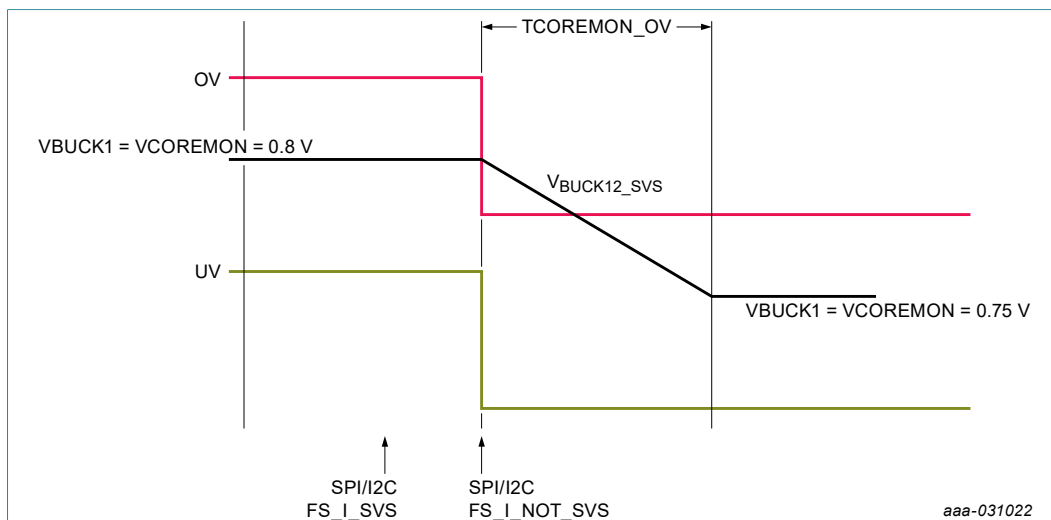 TCOREMON_OV
OV
VBUCK1 = VCOREMON = 0.8 V
VBUCK12_SVS
UV
VBUCK1 = VCOREMON = 0.75 V
SPI/I2C
FS_I_SVS
SPI/I2C
FS_I_NOT_SVS
aaa-031022